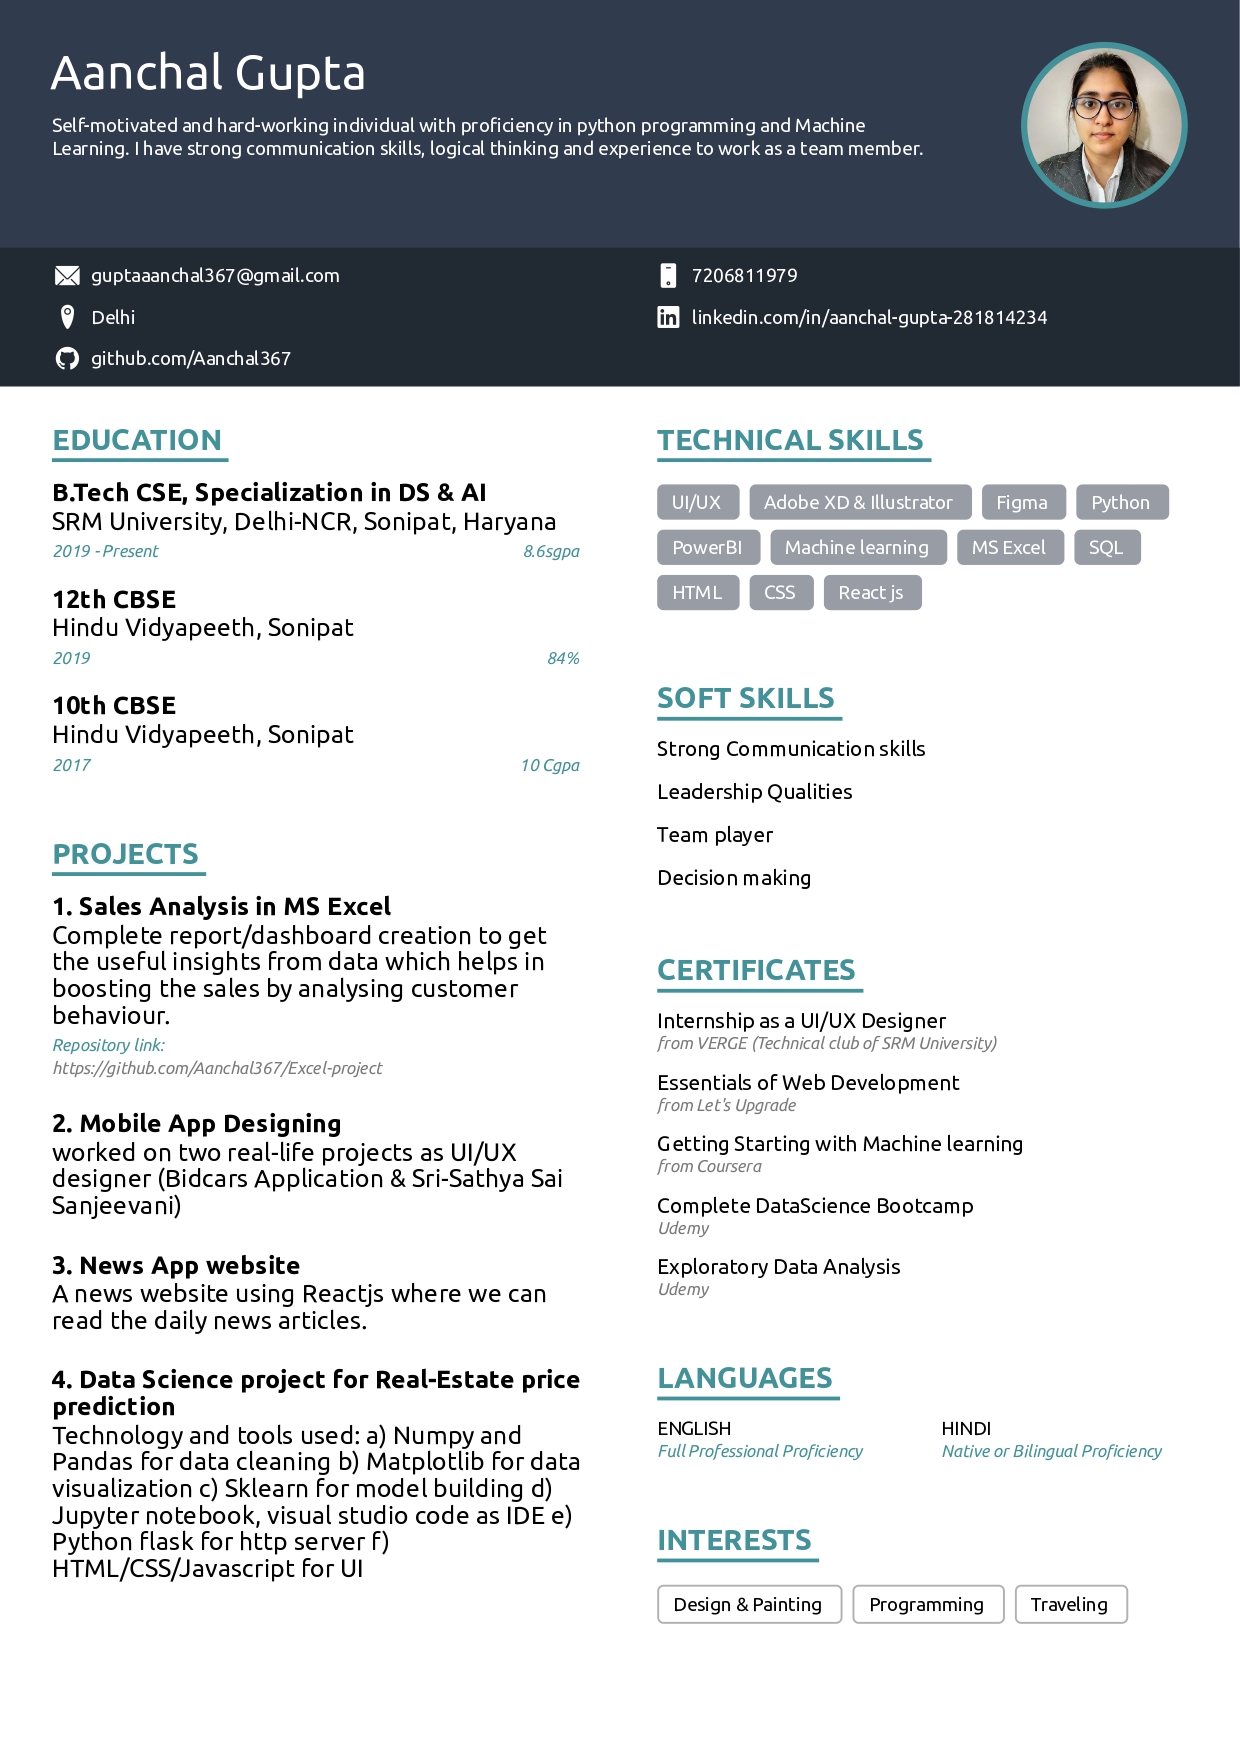 Aanchal Gupta
Self-motivated and hard-working individual with proficiency in python programming and Machine
Learning. I have strong communication skills, logical thinking and experience to work as a team member.
guptaaanchal367@gmail.com
7206811979
Delhi
linkedin.com/in/aanchal-gupta-281814234
github.com/Aanchal367
EDUCATION
B.Tech CSE, Specialization in DS & AI
SRM University, Delhi-NCR, Sonipat, Haryana
2019 - Present 8.6sgpa
12th CBSE
Hindu Vidyapeeth, Sonipat
2019 84%
10th CBSE
Hindu Vidyapeeth, Sonipat
2017 10 Cgpa
PROJECTS
1. Sales Analysis in MS Excel
Complete report/dashboard creation to get
the useful insights from data which helps in
boosting the sales by analysing customer
behaviour.
Repository link:
https://github.com/Aanchal367/Excel-project
2. Mobile App Designing
worked on two real-life projects as UI/UX
designer (Bidcars Application & Sri-Sathya Sai
Sanjeevani)
3. News App website
A news website using Reactjs where we can
read the daily news articles.
4. Data Science project for Real-Estate price
prediction
Technology and tools used: a) Numpy and
Pandas for data cleaning b) Matplotlib for data
visualization c) Sklearn for model building d)
Jupyter notebook, visual studio code as IDE e)
Python flask for http server f)
HTML/CSS/Javascript for UI
TECHNICAL SKILLS
UI/UX Adobe XD & Illustrator Figma Python
PowerBI Machine learning MS Excel SQL
HTML CSS React js
SOFT SKILLS
Strong Communication skills
Leadership Qualities
Team player
Decision making
CERTIFICATES
Internship as a UI/UX Designer
from VERGE (Technical club of SRM University)
Essentials of Web Development
from Let's Upgrade
Getting Starting with Machine learning
from Coursera
Complete DataScience Bootcamp
Udemy
Exploratory Data Analysis
Udemy
LANGUAGES
ENGLISH HINDI
Full Professional Proficiency Native or Bilingual Proficiency
INTERESTS
Design & Painting Programming Traveling